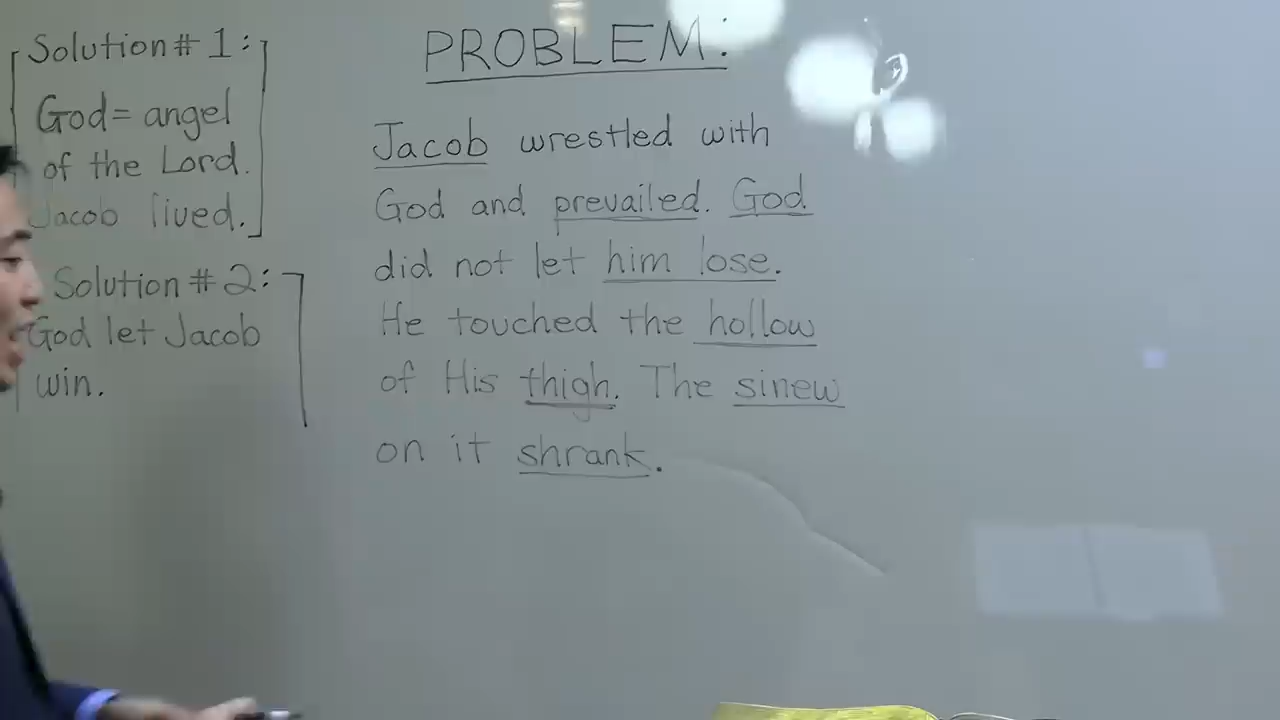 Solution # 1:
God= angel
of the Lord.
Jacob lived.
Solution # 2:
God let Jacob
win.
PROBLEM:
Jacob wrestled with
God and prevailed. God
did not let him lose.
He touched the hollow
of His thigh. The sinew
on it shrank.